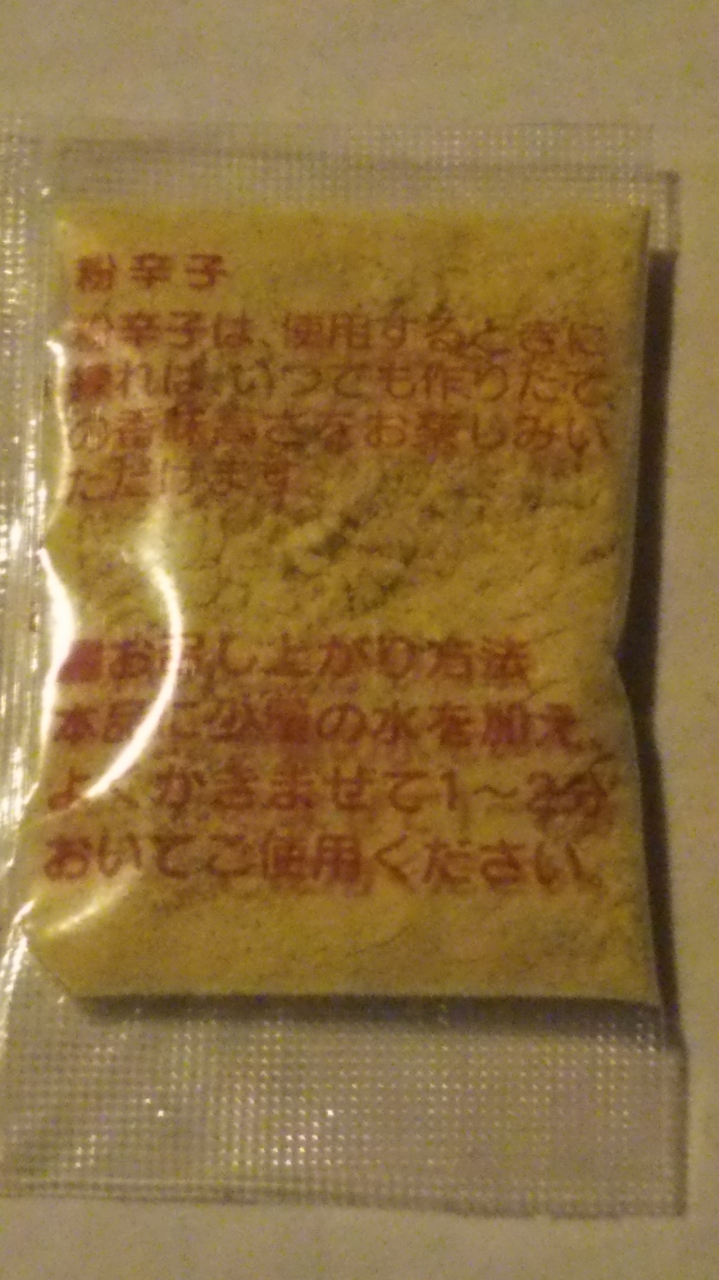 粉辛子
粉辛子は、使用するときに
練れば、いつでも作りたて
の香味高さをお楽しみい
ただけます。
■お召し上がり方法
本品に少量の水を加え、
よくかきまぜて1〜2分
おいてご使用ください。